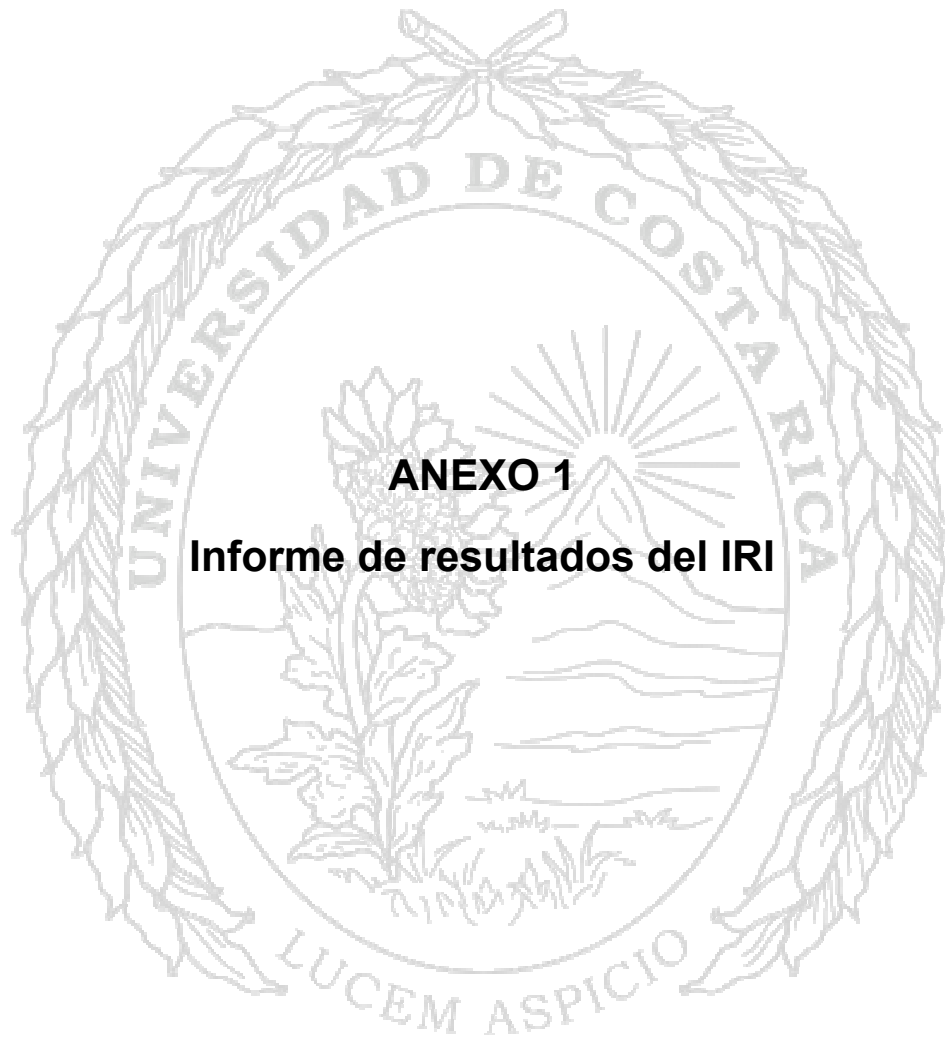 UNIVERSIDAD DE COSTA RICA
ANEXO 1
Informe de resultados del IRI
LUCEM ASPICIO